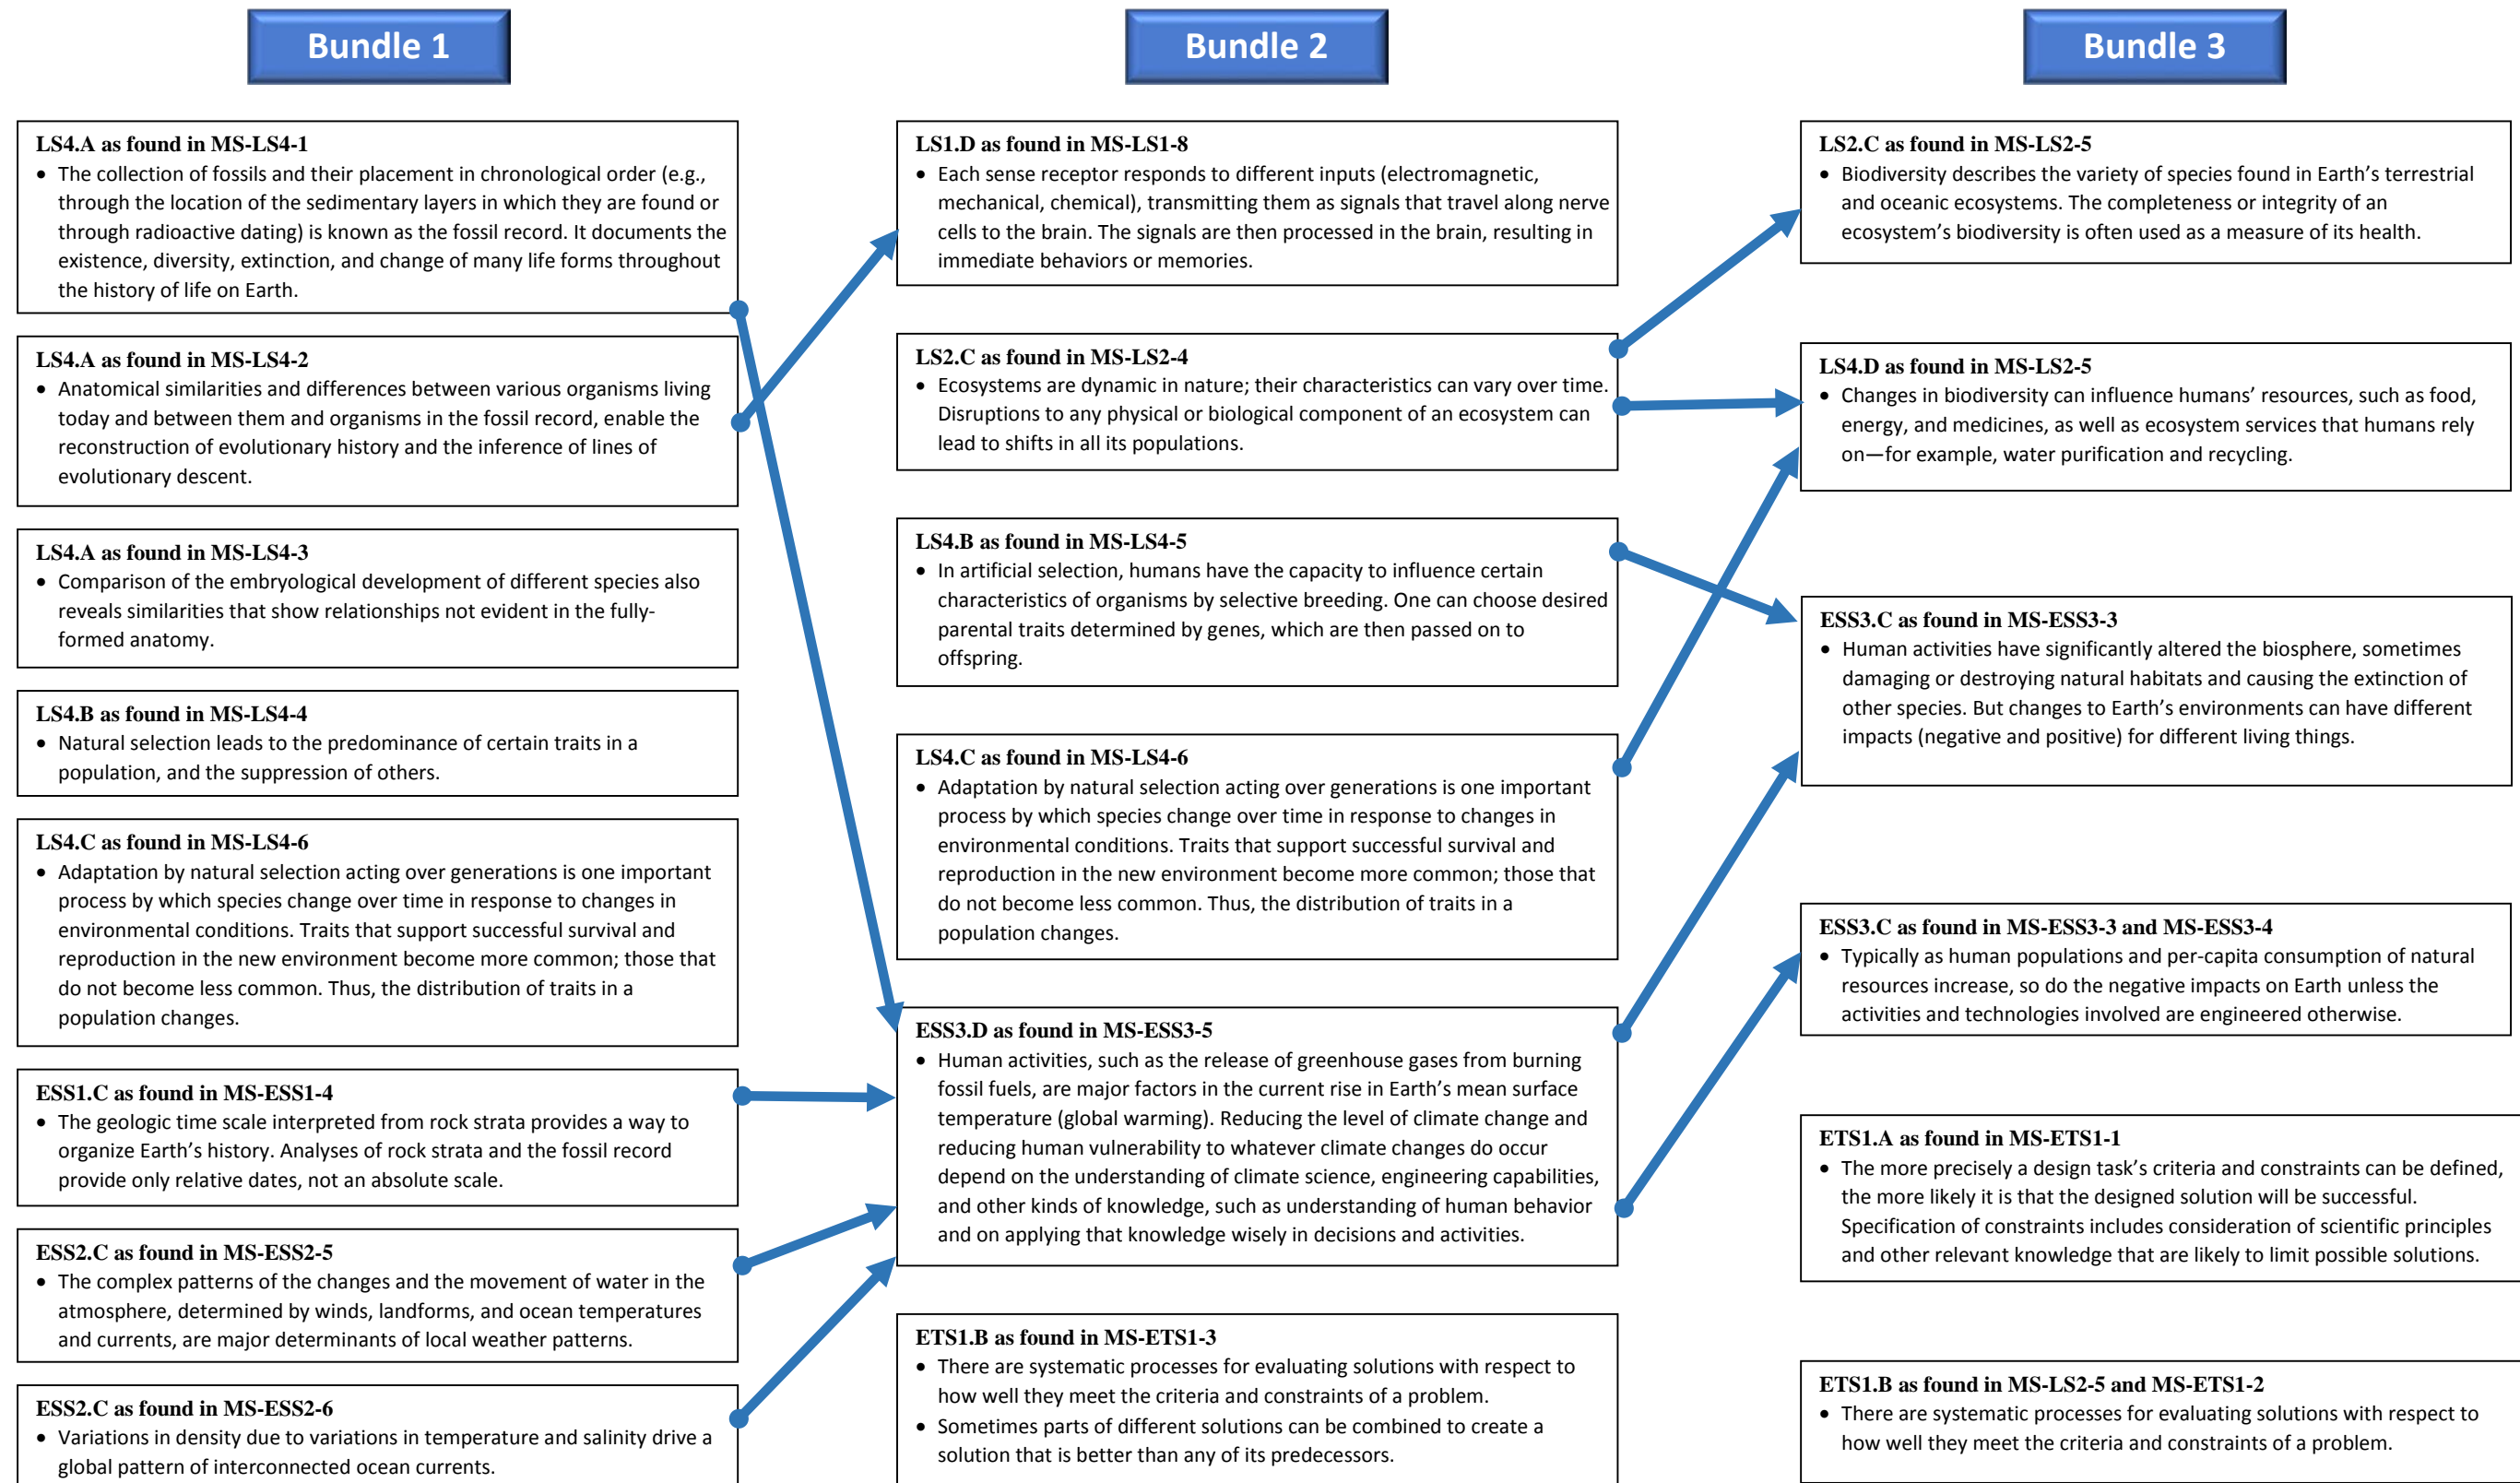 Bundle 1
LS4.A as found in MS-LS4-1
• The collection of fossils and their placement in chronological order (e.g.,
through the location of the sedimentary layers in which they are found or
through radioactive dating) is known as the fossil record. It documents the
existence, diversity, extinction, and change of many life forms throughout
the history of life on Earth.
LS4.A as found in MS-LS4-2
• Anatomical similarities and differences between various organisms living
today and between them and organisms in the fossil record, enable the
reconstruction of evolutionary history and the inference of lines of
evolutionary descent.
LS4.A as found in MS-LS4-3
• Comparison of the embryological development of different species also
reveals similarities that show relationships not evident in the fully-
formed anatomy.
LS4.B as found in MS-LS4-4
• Natural selection leads to the predominance of certain traits in a
population, and the suppression of others.
LS4.C as found in MS-LS4-6
• Adaptation by natural selection acting over generations is one important
process by which species change over time in response to changes in
environmental conditions. Traits that support successful survival and
reproduction in the new environment become more common; those that
do not become less common. Thus, the distribution of traits in a
population changes.
ESS1.C as found in MS-ESS1-4
• The geologic time scale interpreted from rock strata provides a way to
organize Earth’s history. Analyses of rock strata and the fossil record
provide only relative dates, not an absolute scale.
ESS2.C as found in MS-ESS2-5
• The complex patterns of the changes and the movement of water in the
atmosphere, determined by winds, landforms, and ocean temperatures
and currents, are major determinants of local weather patterns.
ESS2.C as found in MS-ESS2-6
• Variations in density due to variations in temperature and salinity drive a
global pattern of interconnected ocean currents.
Bundle 2
LS1.D as found in MS-LS1-8
• Each sense receptor responds to different inputs (electromagnetic,
mechanical, chemical), transmitting them as signals that travel along nerve
cells to the brain. The signals are then processed in the brain, resulting in
immediate behaviors or memories.
LS2.C as found in MS-LS2-4
• Ecosystems are dynamic in nature; their characteristics can vary over time.
Disruptions to any physical or biological component of an ecosystem can
lead to shifts in all its populations.
LS4.B as found in MS-LS4-5
• In artificial selection, humans have the capacity to influence certain
characteristics of organisms by selective breeding. One can choose desired
parental traits determined by genes, which are then passed on to
offspring.
LS4.C as found in MS-LS4-6
• Adaptation by natural selection acting over generations is one important
process by which species change over time in response to changes in
environmental conditions. Traits that support successful survival and
reproduction in the new environment become more common; those that
do not become less common. Thus, the distribution of traits in a
population changes.
ESS3.D as found in MS-ESS3-5
• Human activities, such as the release of greenhouse gases from burning
fossil fuels, are major factors in the current rise in Earth’s mean surface
temperature (global warming). Reducing the level of climate change and
reducing human vulnerability to whatever climate changes do occur
depend on the understanding of climate science, engineering capabilities,
and other kinds of knowledge, such as understanding of human behavior
and on applying that knowledge wisely in decisions and activities.
ETS1.B as found in MS-ETS1-3
• There are systematic processes for evaluating solutions with respect to
how well they meet the criteria and constraints of a problem.
• Sometimes parts of different solutions can be combined to create a
solution that is better than any of its predecessors.
Bundle 3
LS2.C as found in MS-LS2-5
• Biodiversity describes the variety of species found in Earth’s terrestrial
and oceanic ecosystems. The completeness or integrity of an
ecosystem’s biodiversity is often used as a measure of its health.
LS4.D as found in MS-LS2-5
• Changes in biodiversity can influence humans’ resources, such as food,
energy, and medicines, as well as ecosystem services that humans rely
on—for example, water purification and recycling.
ESS3.C as found in MS-ESS3-3
• Human activities have significantly altered the biosphere, sometimes
damaging or destroying natural habitats and causing the extinction of
other species. But changes to Earth’s environments can have different
impacts (negative and positive) for different living things.
ESS3.C as found in MS-ESS3-3 and MS-ESS3-4
• Typically as human populations and per-capita consumption of natural
resources increase, so do the negative impacts on Earth unless the
activities and technologies involved are engineered otherwise.
ETS1.A as found in MS-ETS1-1
• The more precisely a design task’s criteria and constraints can be defined,
the more likely it is that the designed solution will be successful.
Specification of constraints includes consideration of scientific principles
and other relevant knowledge that are likely to limit possible solutions.
ETS1.B as found in MS-LS2-5 and MS-ETS1-2
• There are systematic processes for evaluating solutions with respect to
how well they meet the criteria and constraints of a problem.